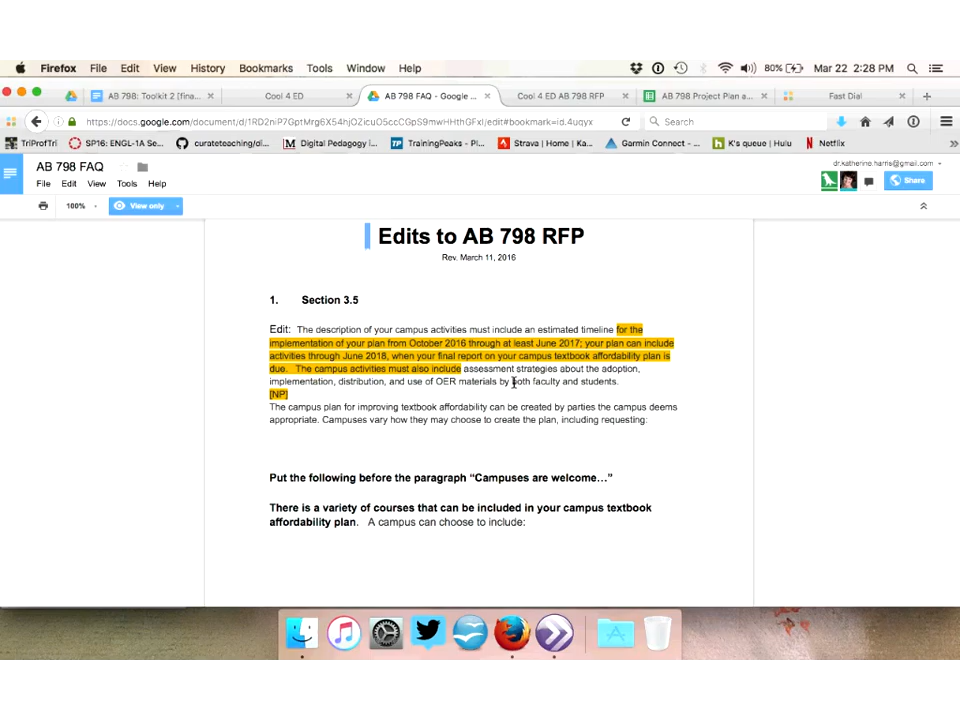 Firefox File Edit View History Bookmarks Tools Window Help 80% Mar 22 2:28 PM
AB 798: Toolkit 2 [fina... × Cool 4 ED × AB 798 FAQ - Google ... × Cool 4 ED AB 798 RFP × AB 798 Project Plan a... × Fast Dial ×
Search
TriProfTri SP16: ENGL-1A Se... curateteaching/di... Digital Pedagogy I... TrainingPeaks - Pl... Strava | Home | Ka... Garmin Connect -... K's queue | Hulu Netflix
AB 798 FAQ
dr.katherine.harris@gmail.com
File Edit View Tools Help
Share
100% View only
Edits to AB 798 RFP
Rev. March 11, 2016
1. Section 3.5
Edit: The description of your campus activities must include an estimated timeline for the
implementation of your plan from October 2016 through at least June 2017; your plan can include
activities through June 2018, when your final report on your campus textbook affordability plan is
due. The campus activities must also include assessment strategies about the adoption,
implementation, distribution, and use of OER materials by both faculty and students.
[NP]
The campus plan for improving textbook affordability can be created by parties the campus deems
appropriate. Campuses vary how they may choose to create the plan, including requesting:
Put the following before the paragraph “Campuses are welcome…”
There is a variety of courses that can be included in your campus textbook
affordability plan. A campus can choose to include: